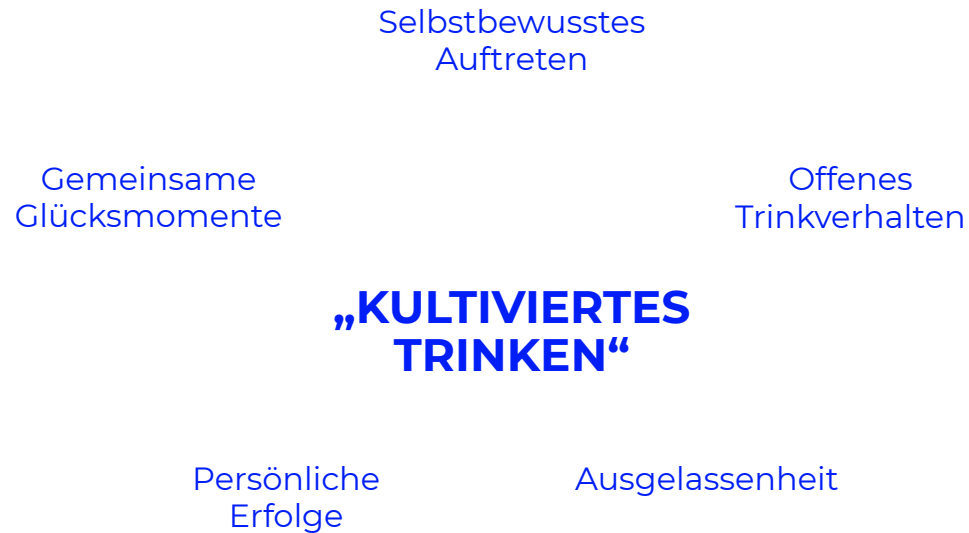 Selbstbewusstes
Auftreten
Gemeinsame
Glücksmomente
Offenes
Trinkverhalten
„KULTIVIERTES
TRINKEN“
Persönliche
Erfolge
Ausgelassenheit